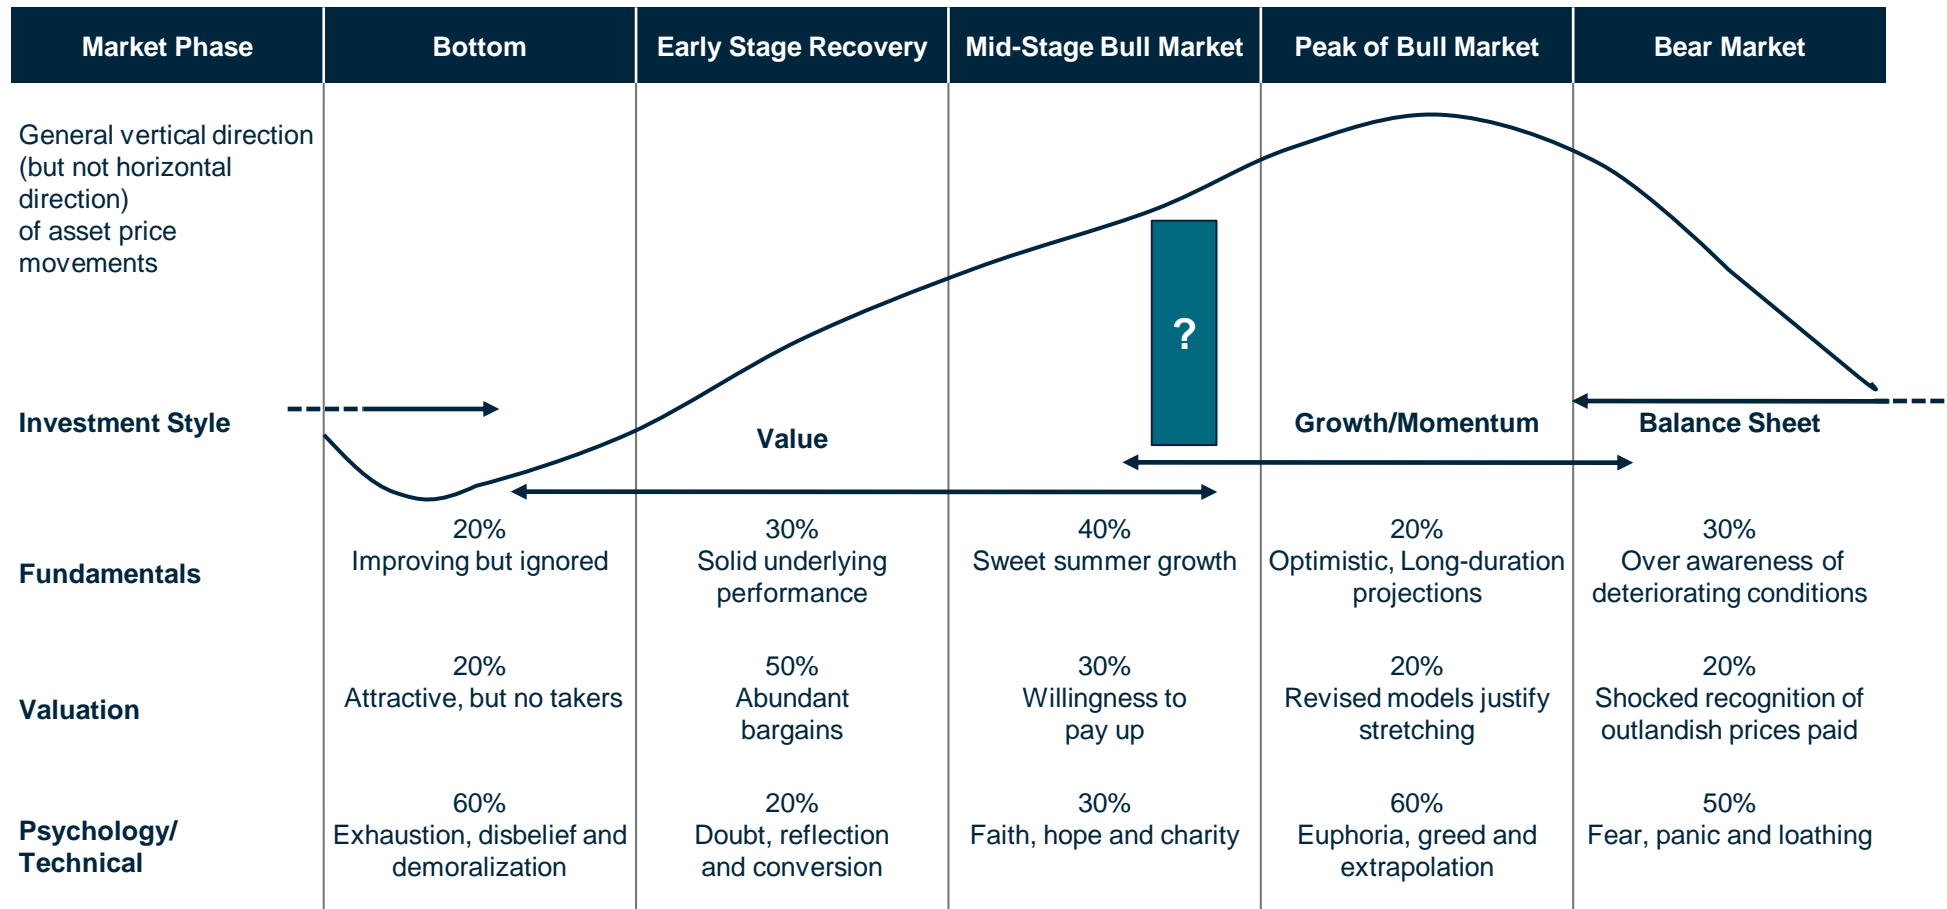 Market Phase
Bottom
Early Stage Recovery
Mid-Stage Bull Market
Peak of Bull Market
Bear Market
General vertical direction
(but not horizontal
direction)
of asset price
movements
?
Investment Style
Value
Growth/Momentum
Balance Sheet
Fundamentals
20%
Improving but ignored
30%
Solid underlying
performance
40%
Sweet summer growth
20%
Optimistic, Long-duration
projections
30%
Over awareness of
deteriorating conditions
Valuation
20%
Attractive, but no takers
50%
Abundant
bargains
30%
Willingness to
pay up
20%
Revised models justify
stretching
20%
Shocked recognition of
outlandish prices paid
Psychology/
Technical
60%
Exhaustion, disbelief and
demoralization
20%
Doubt, reflection
and conversion
30%
Faith, hope and charity
60%
Euphoria, greed and
extrapolation
50%
Fear, panic and loathing